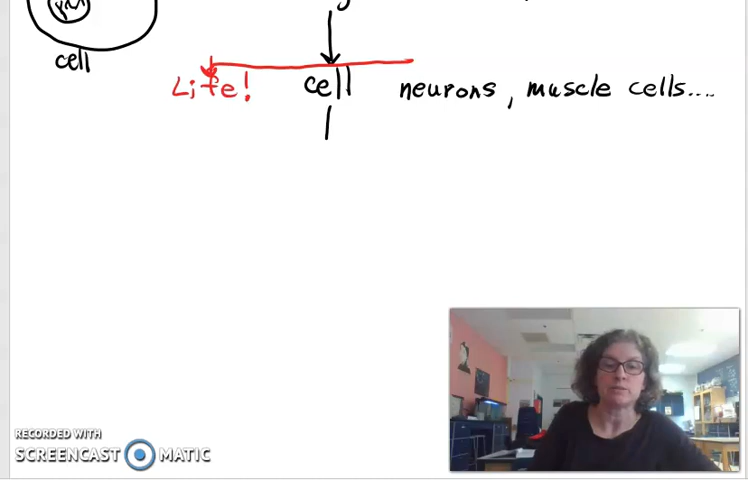 cell
Life! cell neurons, muscle cells....
RECORDED WITH
SCREENCAST MATIC